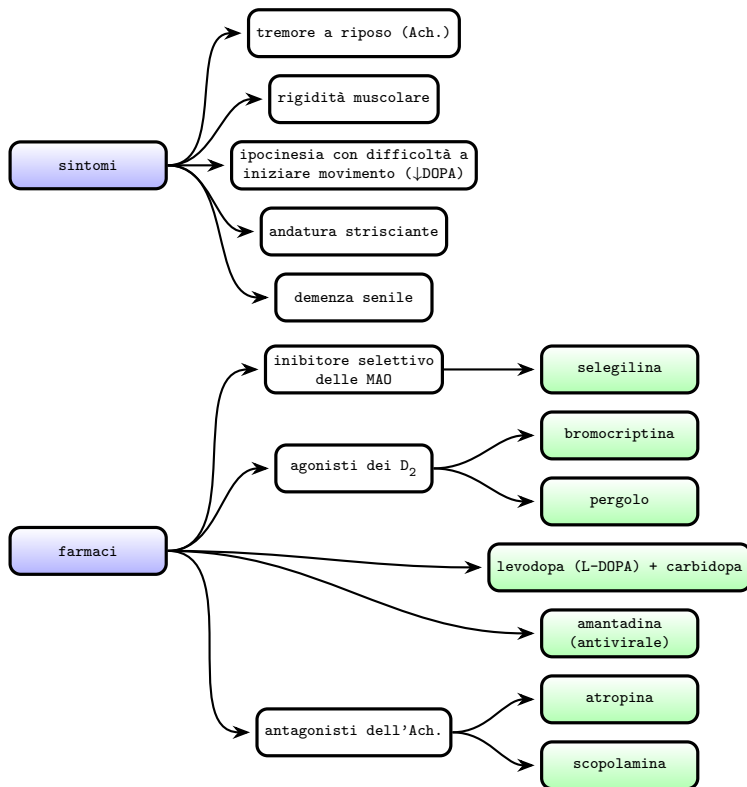 tremore a riposo (Ach.)
rigidità muscolare
sintomi
ipocinesia con difficoltà a
iniziare movimento (↓DOPA)
andatura strisciante
demenza senile
inibitore selettivo
delle MAO
selegilina
agonisti dei D₂
bromocriptina
pergolo
farmaci
levodopa (L-DOPA) + carbidopa
amantadina
(antivirale)
antagonisti dell'Ach.
atropina
scopolamina